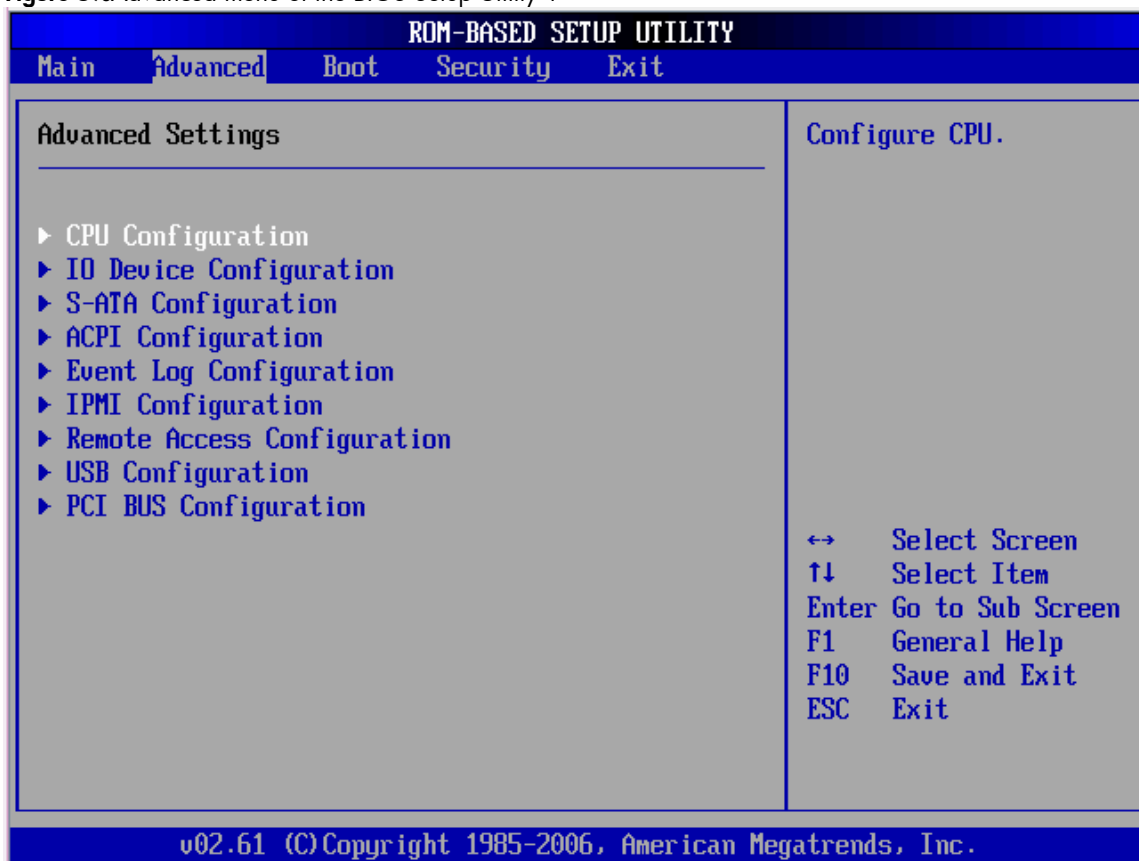 ROM-BASED SETUP UTILITY
Main Advanced Boot Security Exit
Advanced Settings
▶ CPU Configuration
▶ IO Device Configuration
▶ S-ATA Configuration
▶ ACPI Configuration
▶ Event Log Configuration
▶ IPMI Configuration
▶ Remote Access Configuration
▶ USB Configuration
▶ PCI BUS Configuration
Configure CPU.
←→ Select Screen
↑↓ Select Item
Enter Go to Sub Screen
F1 General Help
F10 Save and Exit
ESC Exit
v02.61 (C)Copyright 1985-2006, American Megatrends, Inc.